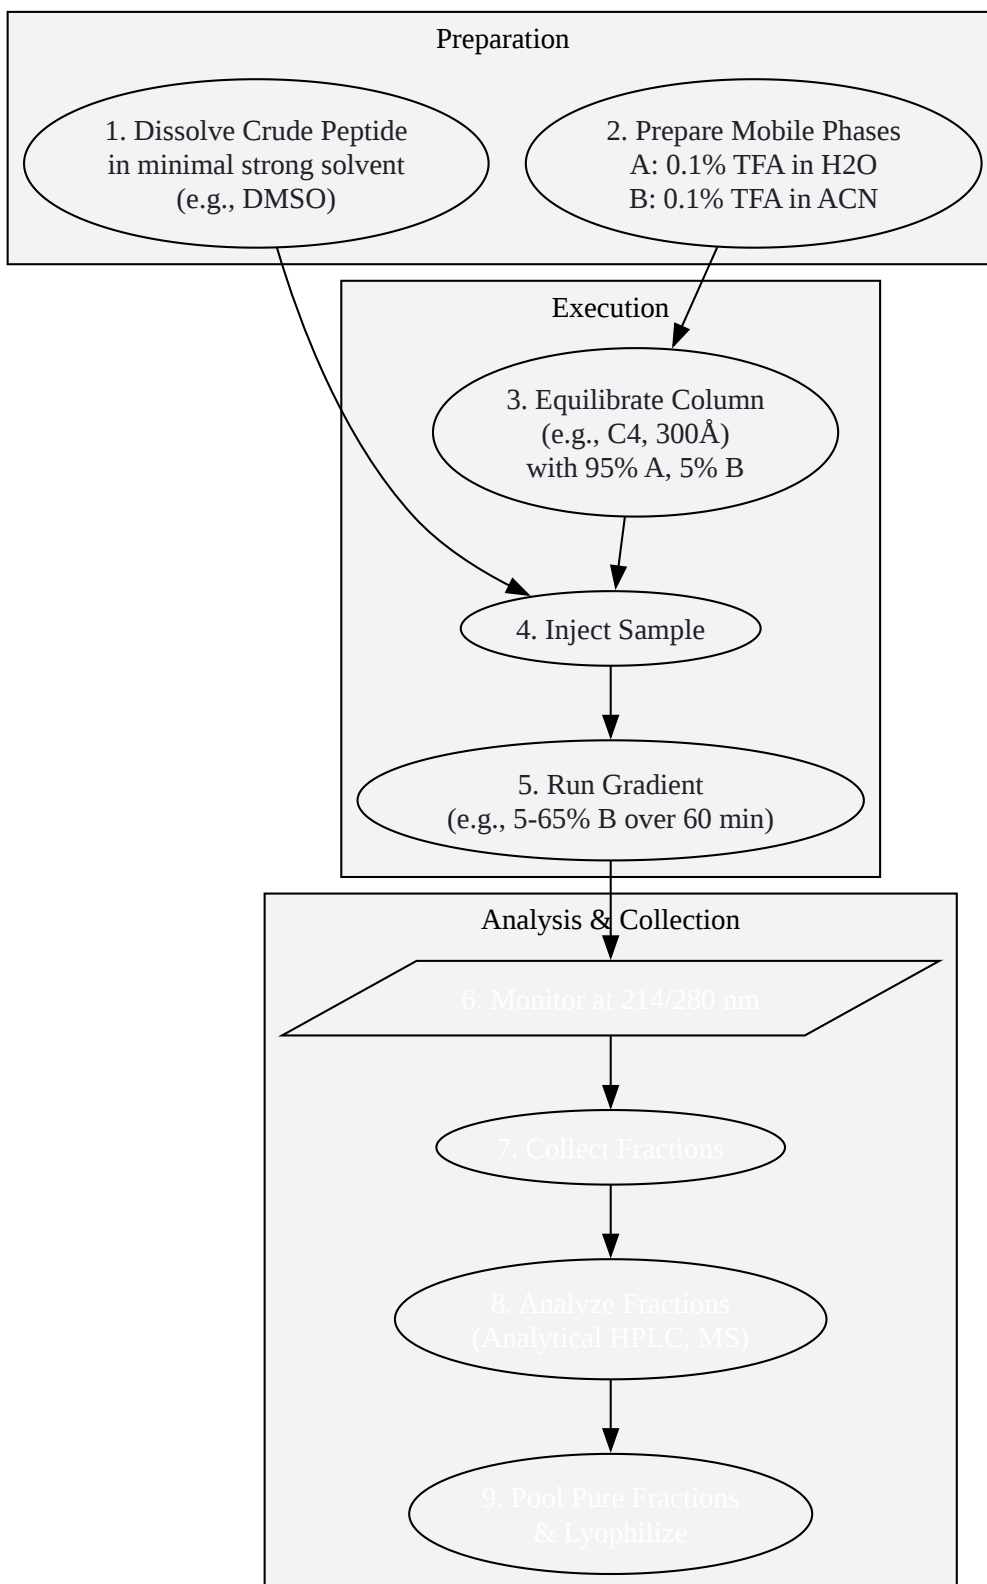 Preparation
1. Dissolve Crude Peptide
in minimal strong solvent
(e.g., DMSO)
2. Prepare Mobile Phases
A: 0.1% TFA in H2O
B: 0.1% TFA in ACN
Execution
3. Equilibrate Column
(e.g., C4, 300Å)
with 95% A, 5% B
4. Inject Sample
5. Run Gradient
(e.g., 5-65% B over 60 min)
Analysis & Collection
6. Monitor at 214/280 nm
7. Collect Fractions
8. Analyze Fractions
(Analytical HPLC, MS)
9. Pool Pure Fractions
& Lyophilize